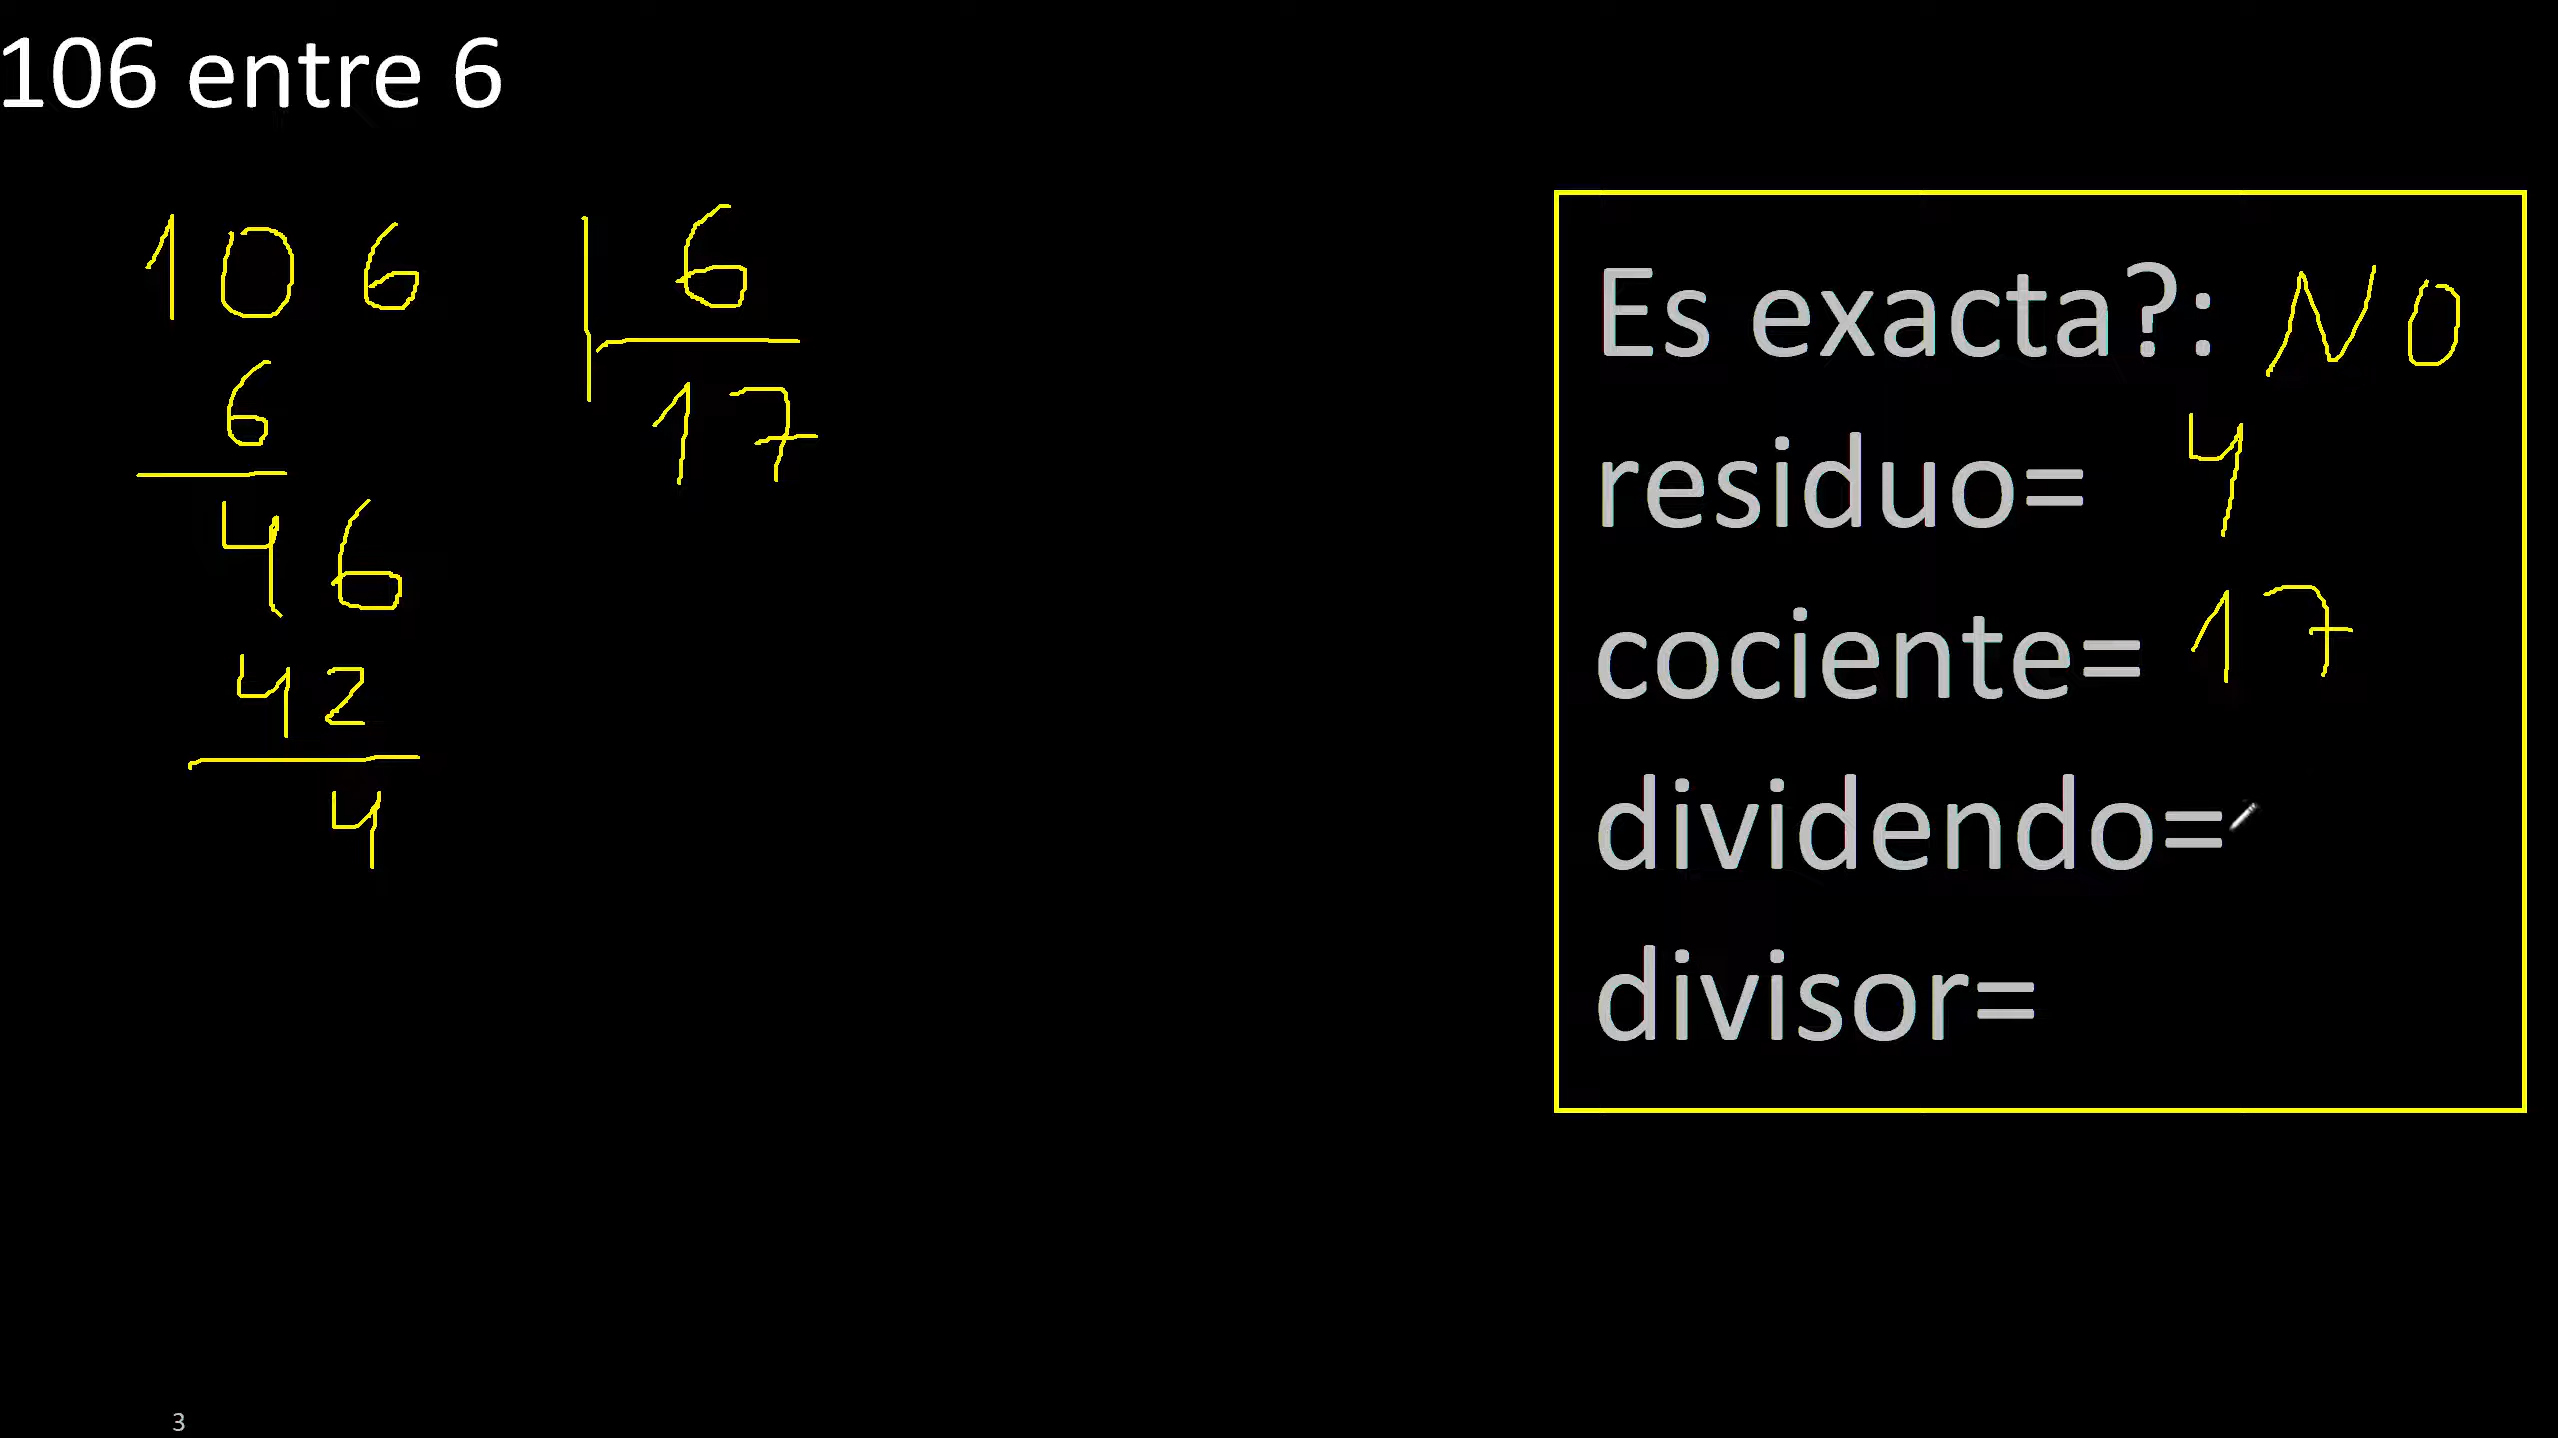 106 entre 6
106 6
6 17
46
42
4
Es exacta?: NO
residuo= 4
cociente= 17
dividendo=
divisor=
3